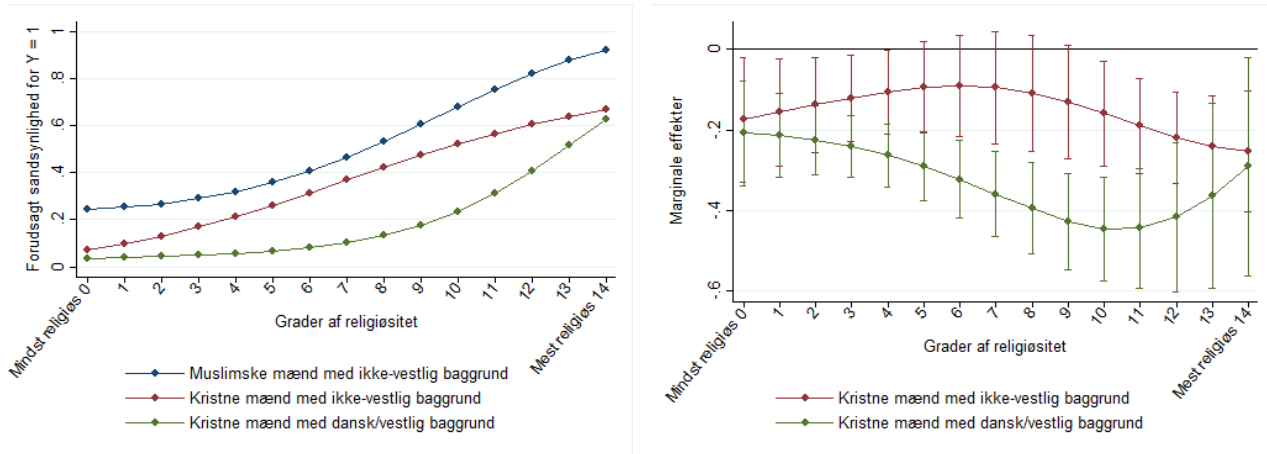 Forudsagt sandsynlighed for Y = 1
1
.8
.6
.4
.2
0
Mindst religiøs 0
1
2
3
4
5
6
7
8
9
10
11
12
13
Mest religiøs 14
Grader af religiøsitet
Muslimske mænd med ikke-vestlig baggrund
Kristne mænd med ikke-vestlig baggrund
Kristne mænd med dansk/vestlig baggrund
Marginale effekter
0
-.2
-.4
-.6
Mindst religiøs 0
1
2
3
4
5
6
7
8
9
10
11
12
13
Mest religiøs 14
Grader af religiøsitet
Kristne mænd med ikke-vestlig baggrund
Kristne mænd med dansk/vestlig baggrund